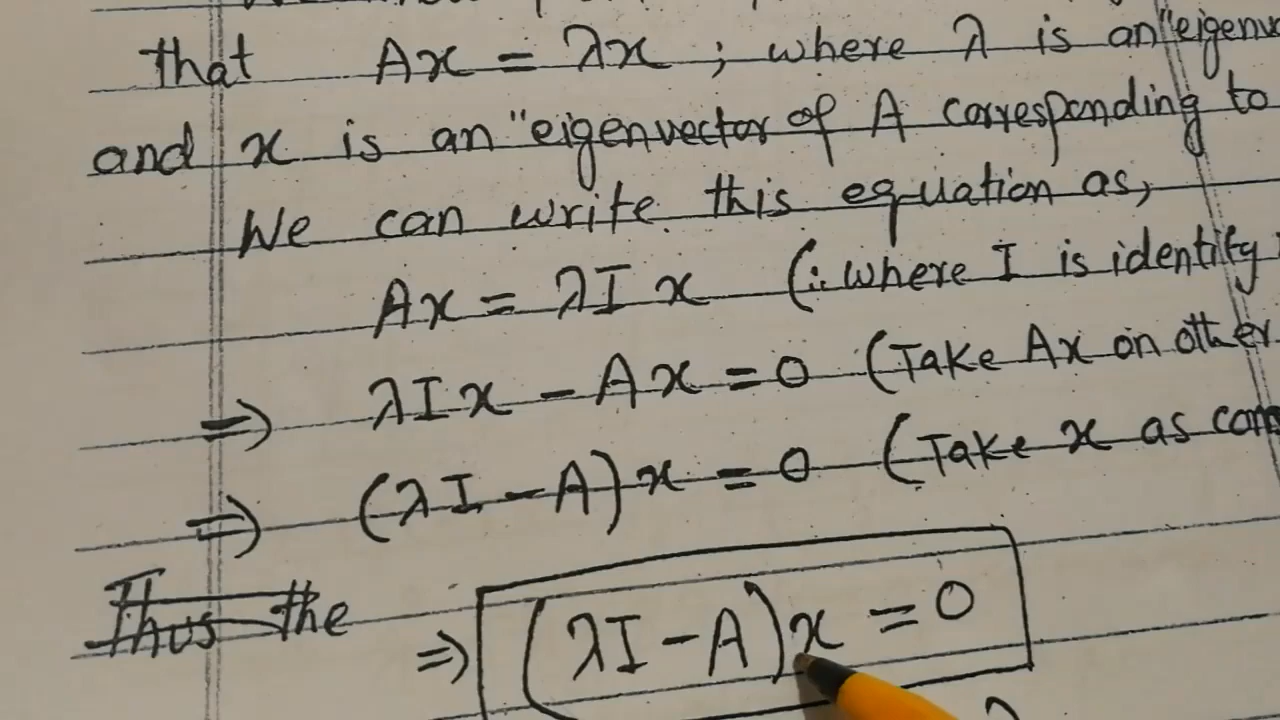 that Ax = λx ; where λ is an "eigenv
and x is an "eigenvector of A corresponding to
We can write this equation as,
Ax = λIx (∵ where I is identity
⇒ λIx − Ax = 0 (Take Ax on other
⇒ (λI − A)x = 0 (Take x as com
Thus the
⇒ (λI − A)x = 0